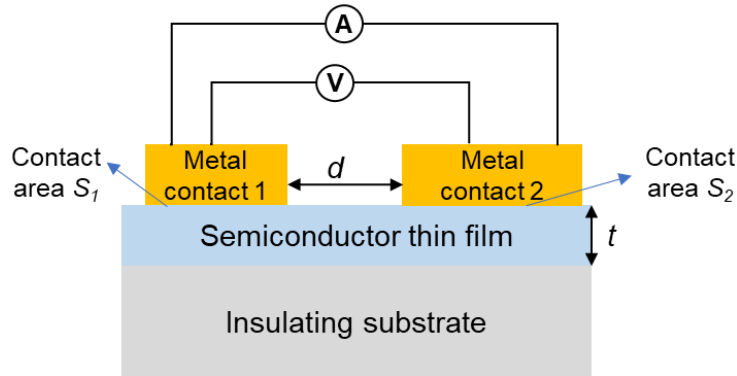 A
V
Contact
area S1
Metal
contact 1
d
Metal
contact 2
Contact
area S2
Semiconductor thin film
t
Insulating substrate